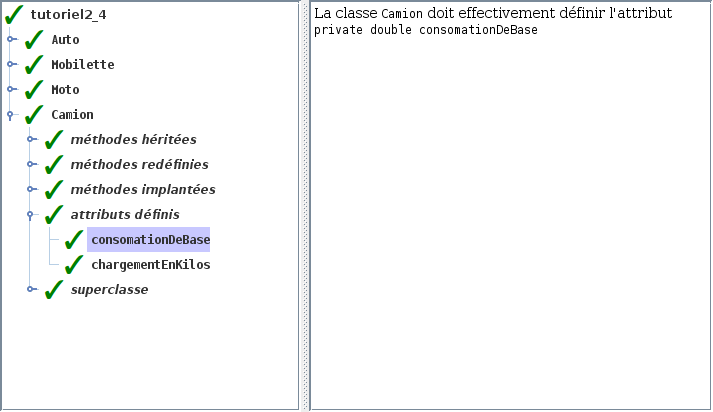 tutoriel2_4
Auto
Mobilette
Moto
Camion
méthodes héritées
méthodes redéfinies
méthodes implantées
attributs définis
consomationDeBase
chargementEnKilos
superclasse
La classe Camion doit effectivement définir l'attribut
private double consomationDeBase